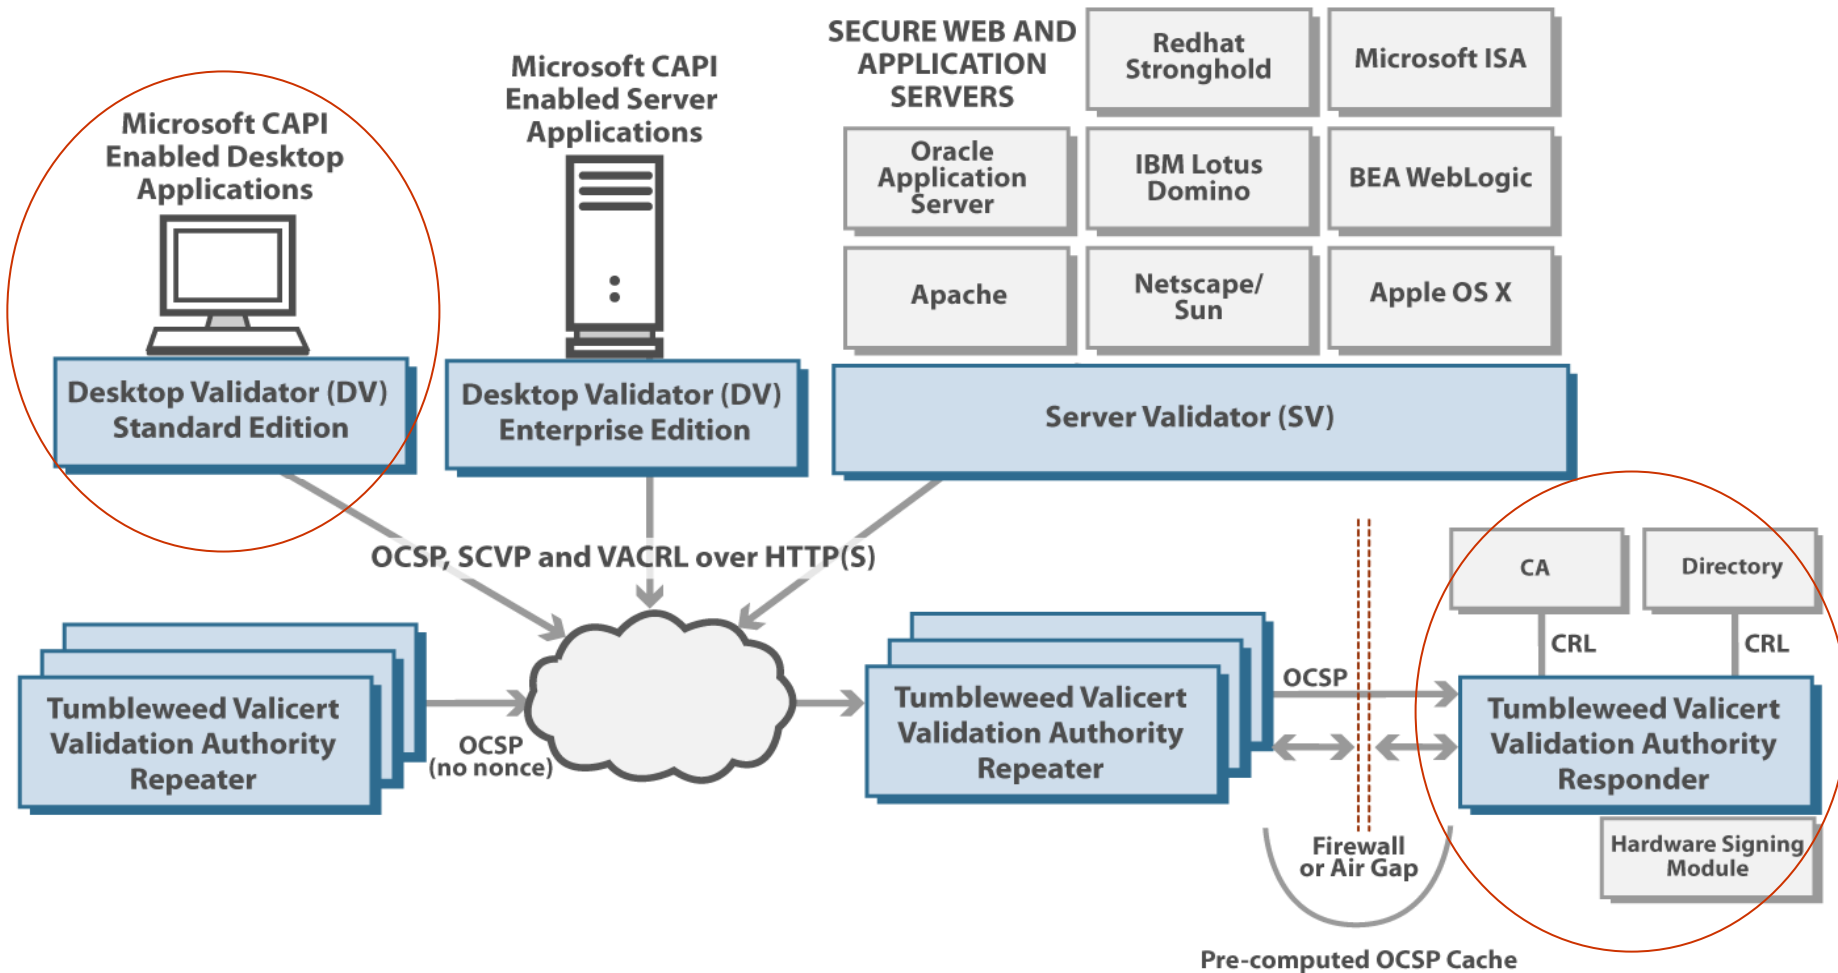 Microsoft CAPI
Enabled Desktop
Applications
Desktop Validator (DV)
Standard Edition
Microsoft CAPI
Enabled Server
Applications
Desktop Validator (DV)
Enterprise Edition
SECURE WEB AND
APPLICATION
SERVERS
Redhat
Stronghold
Microsoft ISA
Oracle
Application
Server
IBM Lotus
Domino
BEA WebLogic
Apache
Netscape/
Sun
Apple OS X
Server Validator (SV)
OCSP, SCVP and VACRL over HTTP(S)
Tumbleweed Valicert
Validation Authority
Repeater
OCSP
(no nonce)
Tumbleweed Valicert
Validation Authority
Repeater
OCSP
Firewall
or Air Gap
Pre-computed OCSP Cache
CA
Directory
CRL
CRL
Tumbleweed Valicert
Validation Authority
Responder
Hardware Signing
Module